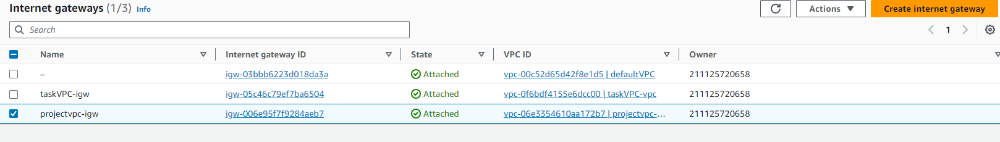 Internet gateways (1/3) Info
Actions
Create internet gateway
Search
1
Name Internet gateway ID State VPC ID Owner
– igw-03bbb6223d018da3a Attached vpc-00c52d65d42f8e1d5 | defaultVPC 211125720658
taskVPC-igw igw-05c46c79ef7ba6504 Attached vpc-0f6bdf4155e6dcc00 | taskVPC-vpc 211125720658
projectvpc-igw igw-006e95f7f9284aeb7 Attached vpc-06e3354610aa172b7 | projectvpc-... 211125720658